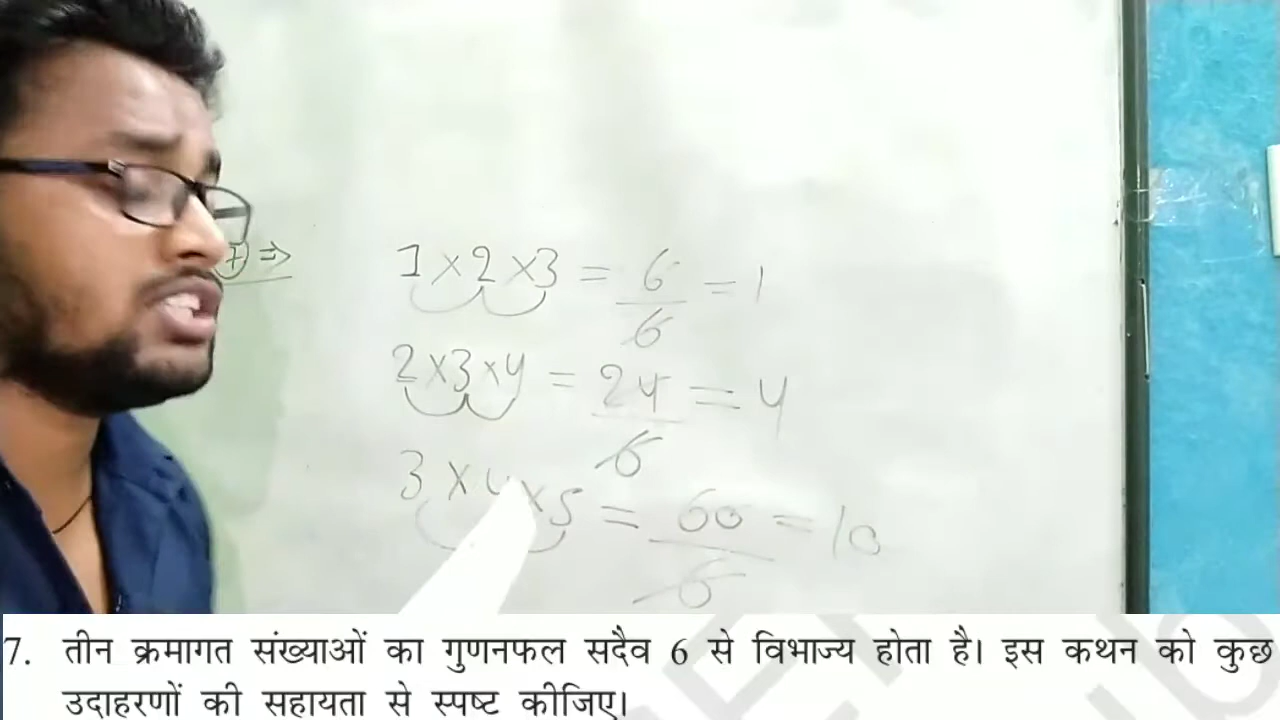 7 ⇒
1×2×3 = 6/6 = 1
2×3×4 = 24/6 = 4
3×4×5 = 60/6 = 10
7. तीन क्रमागत संख्याओं का गुणनफल सदैव 6 से विभाज्य होता है। इस कथन को कुछ
उदाहरणों की सहायता से स्पष्ट कीजिए।